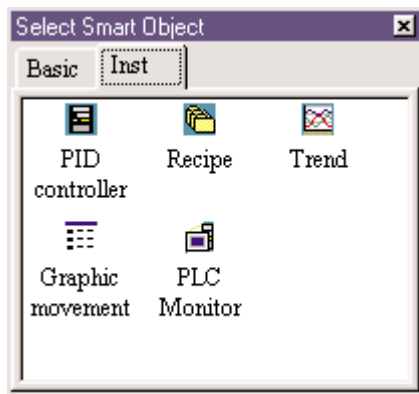 Select Smart Object
Basic Inst
PID Recipe Trend
controller
Graphic PLC
movement Monitor